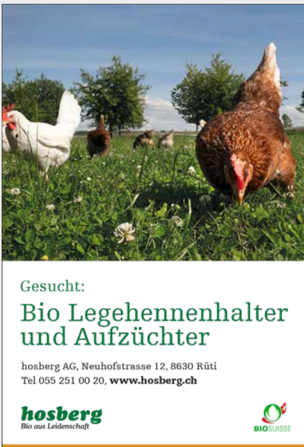 Gesucht:
Bio Legehennenhalter
und Aufzüchter
hosberg AG, Neuhofstrasse 12, 8630 Rüti
Tel 055 251 00 20, www.hosberg.ch
hosberg
Bio aus Leidenschaft
BIOSUISSE